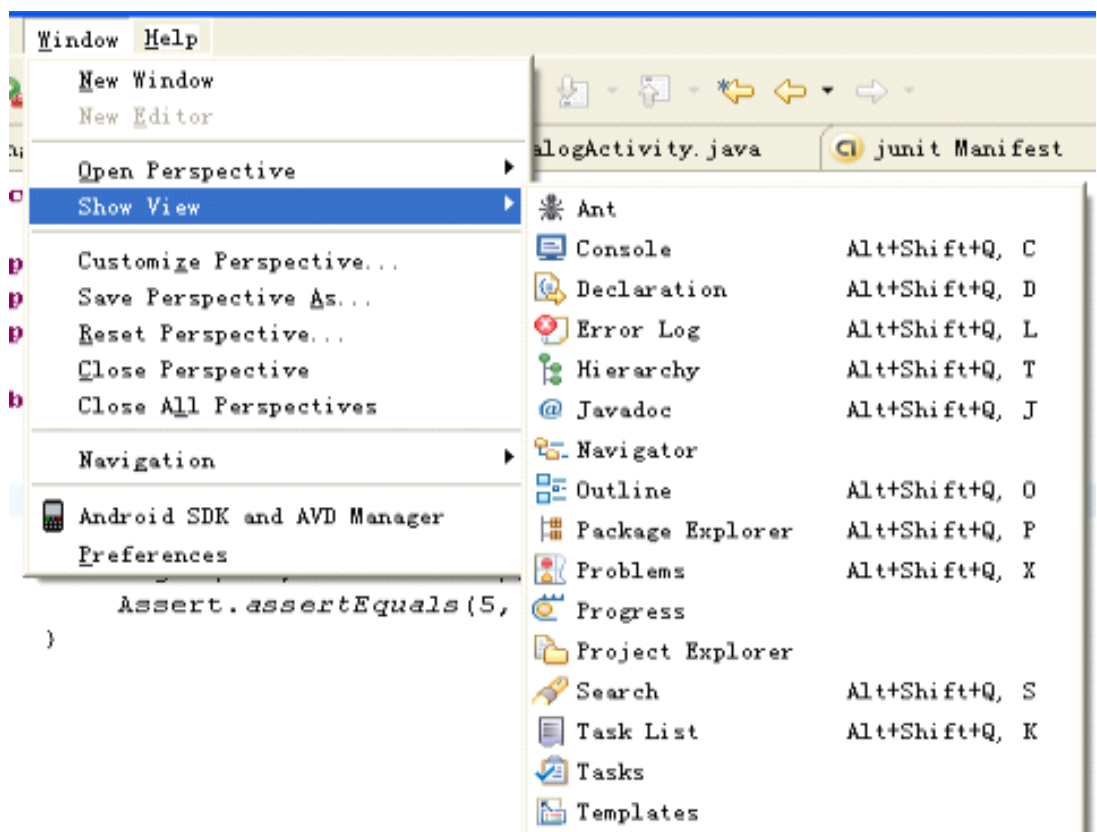 Window Help
New Window
New Editor
alogActivity.java junit Manifest
Open Perspective
Show View
Ant
Console Alt+Shift+Q, C
Customize Perspective...
Declaration Alt+Shift+Q, D
Save Perspective As...
Error Log Alt+Shift+Q, L
Reset Perspective...
Hierarchy Alt+Shift+Q, T
Close Perspective
Javadoc Alt+Shift+Q, J
Close All Perspectives
Navigator
Navigation
Outline Alt+Shift+Q, O
Android SDK and AVD Manager
Package Explorer Alt+Shift+Q, P
Preferences
Problems Alt+Shift+Q, X
Assert.assertEquals(5,
Progress
}
Project Explorer
Search Alt+Shift+Q, S
Task List Alt+Shift+Q, K
Tasks
Templates